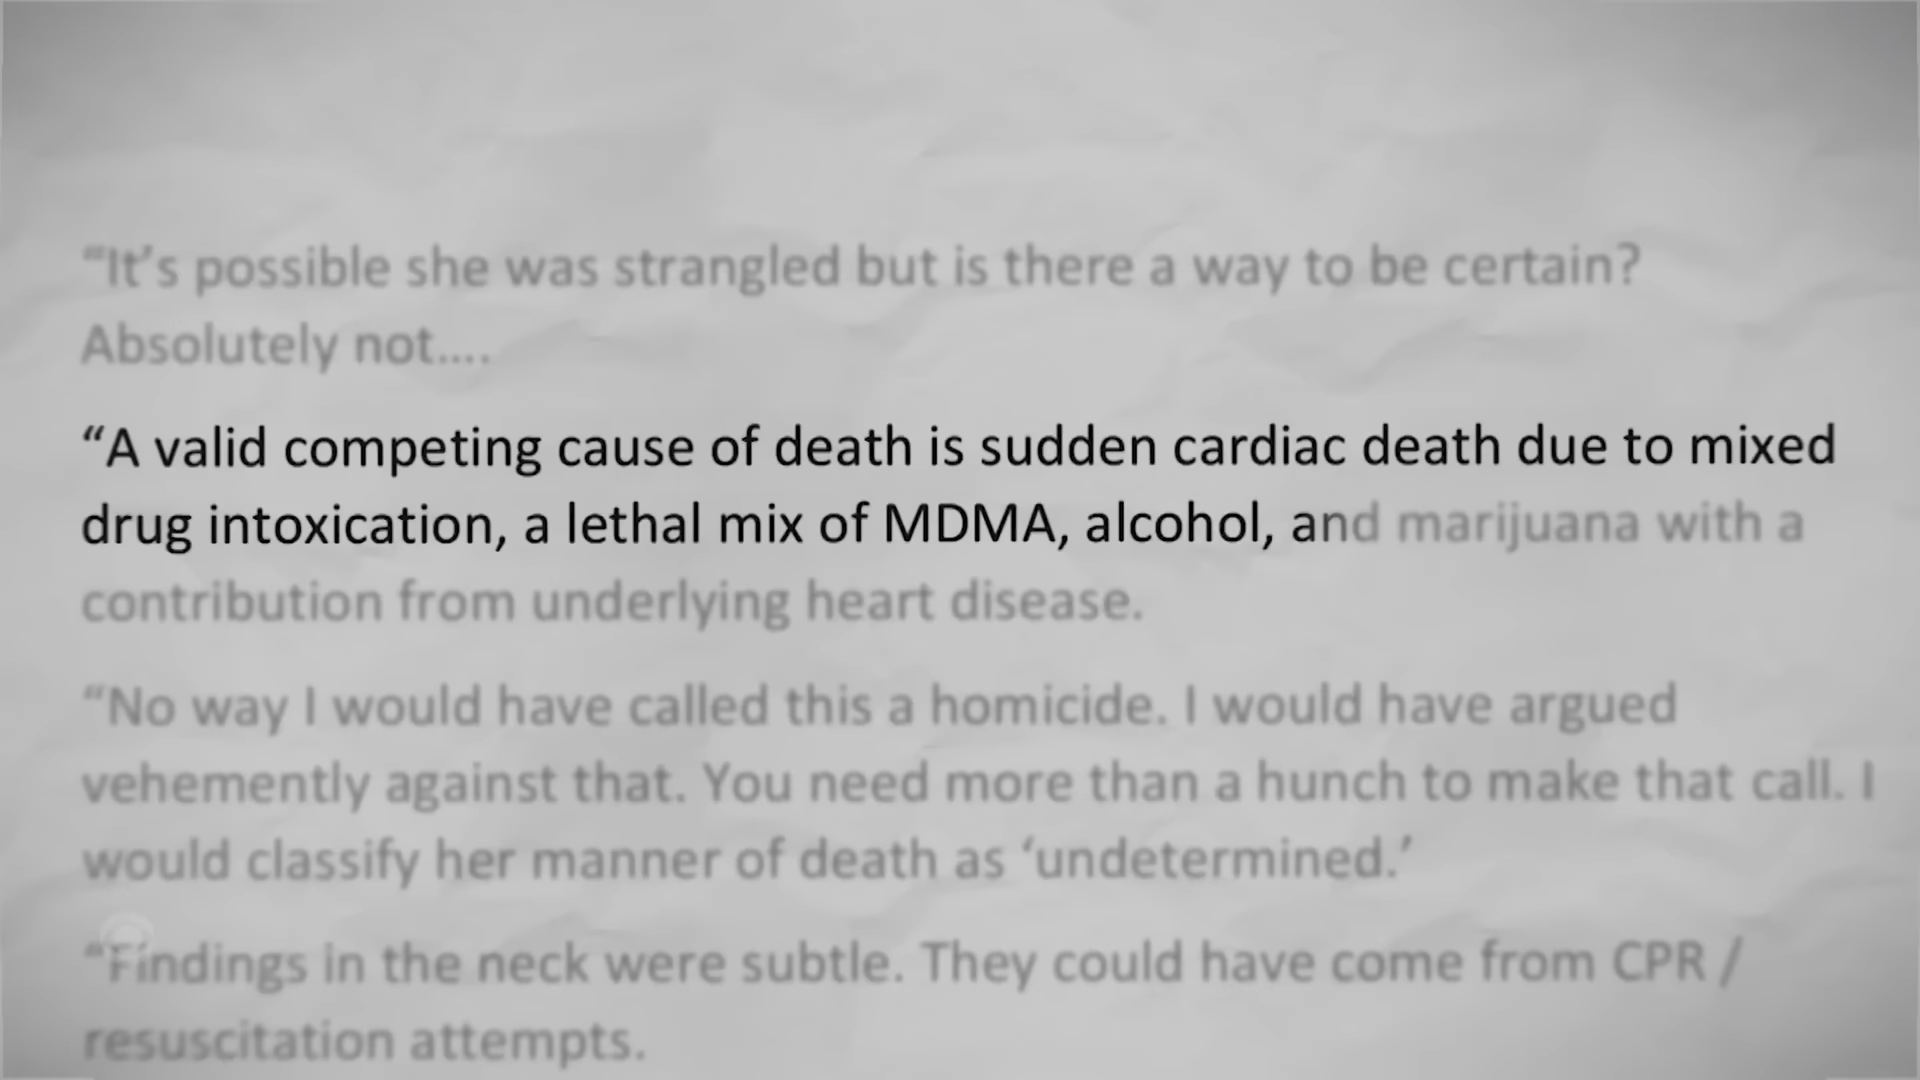 “It’s possible she was strangled but is there a way to be certain?
Absolutely not....
“A valid competing cause of death is sudden cardiac death due to mixed
drug intoxication, a lethal mix of MDMA, alcohol, and marijuana with a
contribution from underlying heart disease.
“No way I would have called this a homicide. I would have argued
vehemently against that. You need more than a hunch to make that call. I
would classify her manner of death as ‘undetermined.’
“Findings in the neck were subtle. They could have come from CPR /
resuscitation attempts.